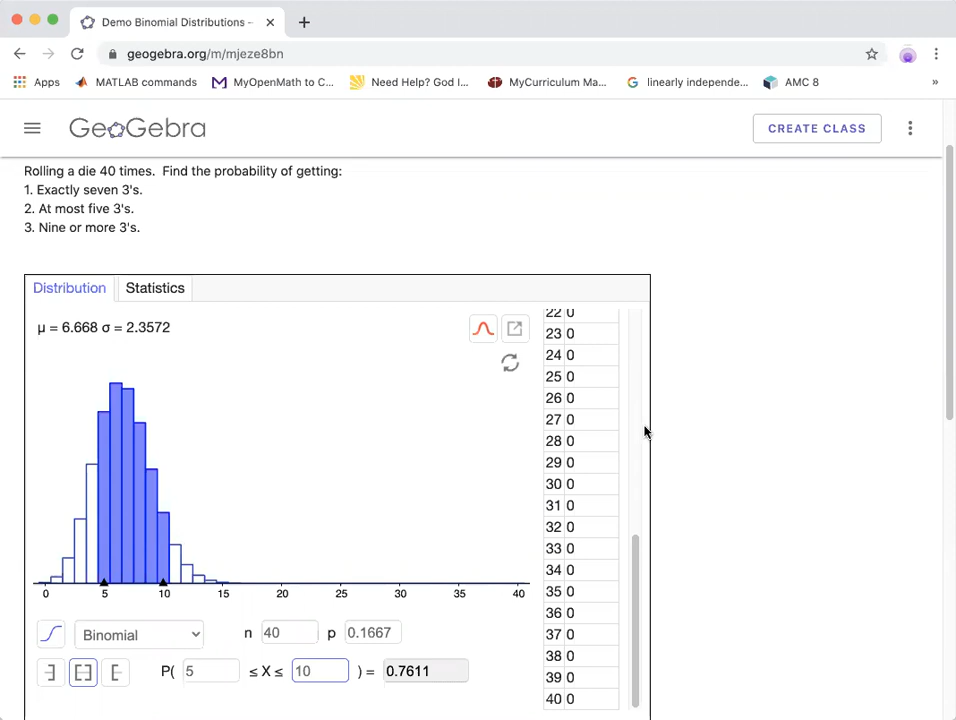 Demo Binomial Distributions –
geogebra.org/m/mjeze8bn
Apps MATLAB commands MyOpenMath to C... Need Help? God I... MyCurriculum Ma... linearly independe... AMC 8 »
GeoGebra CREATE CLASS
Rolling a die 40 times. Find the probability of getting:
1. Exactly seven 3's.
2. At most five 3's.
3. Nine or more 3's.
Distribution Statistics
μ = 6.668 σ = 2.3572
22 0
23 0
24 0
25 0
26 0
27 0
28 0
29 0
30 0
31 0
32 0
33 0
34 0
35 0
36 0
37 0
38 0
39 0
40 0
0 5 10 15 20 25 30 35 40
Binomial n 40 p 0.1667
P( 5 ≤ X ≤ 10 ) = 0.7611